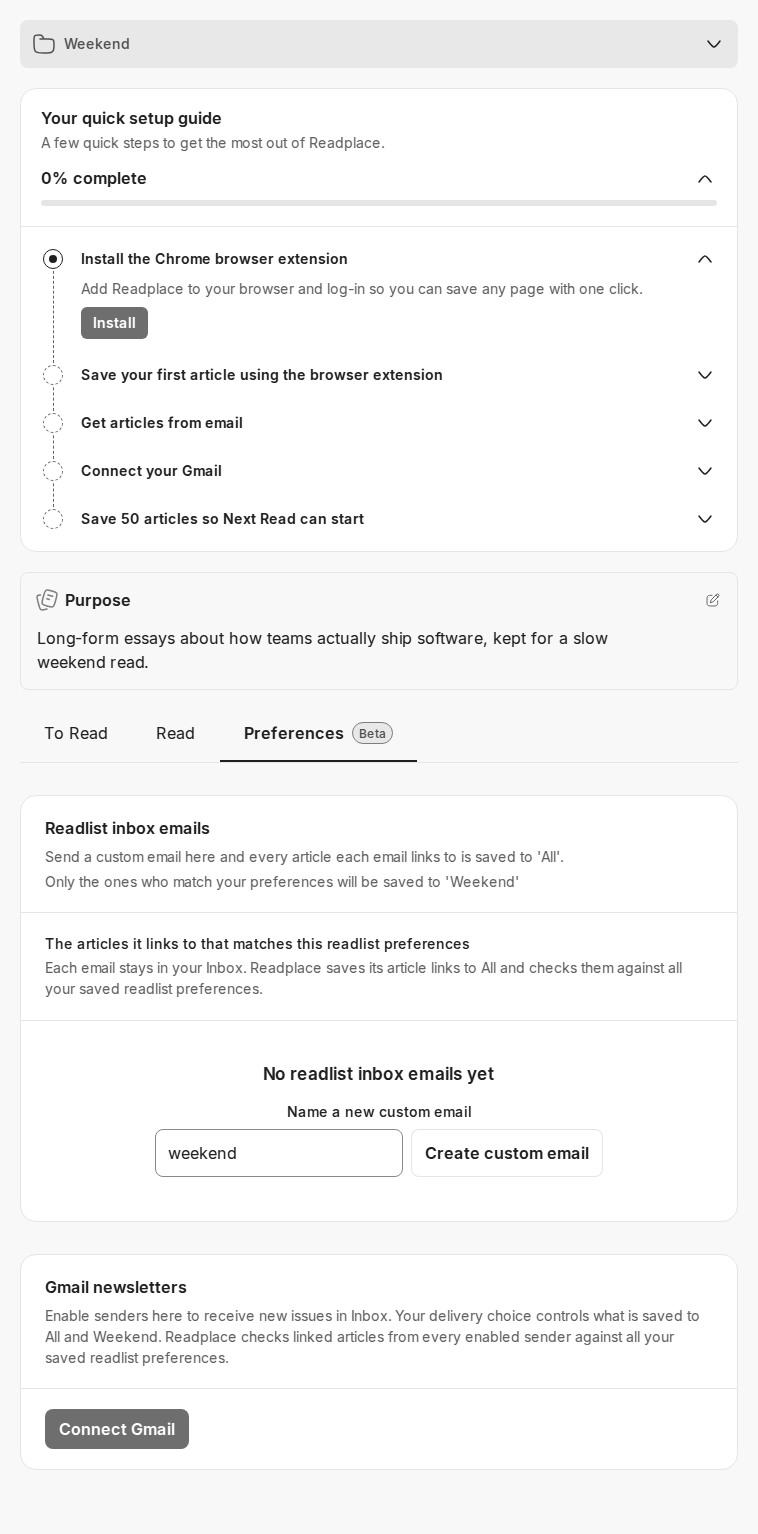 Weekend
Your quick setup guide
A few quick steps to get the most out of Readplace.
0% complete
Install the Chrome browser extension
Add Readplace to your browser and log-in so you can save any page with one click.
Install
Save your first article using the browser extension
Get articles from email
Connect your Gmail
Save 50 articles so Next Read can start
Purpose
Long-form essays about how teams actually ship software, kept for a slow
weekend read.
To Read Read Preferences Beta
Readlist inbox emails
Send a custom email here and every article each email links to is saved to 'All'.
Only the ones who match your preferences will be saved to 'Weekend'
The articles it links to that matches this readlist preferences
Each email stays in your Inbox. Readplace saves its article links to All and checks them against all
your saved readlist preferences.
No readlist inbox emails yet
Name a new custom email
weekend Create custom email
Gmail newsletters
Enable senders here to receive new issues in Inbox. Your delivery choice controls what is saved to
All and Weekend. Readplace checks linked articles from every enabled sender against all your
saved readlist preferences.
Connect Gmail